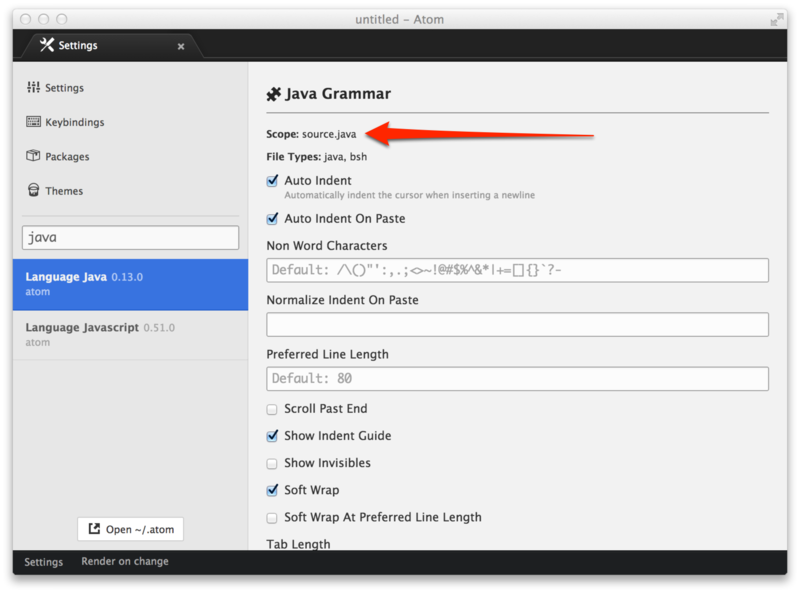 untitled – Atom
Settings
Settings
Keybindings
Packages
Themes
java
Language Java 0.13.0
atom
Language Javascript 0.51.0
atom
Open ~/.atom
Java Grammar
Scope: source.java
File Types: java, bsh
Auto Indent
Automatically indent the cursor when inserting a newline
Auto Indent On Paste
Non Word Characters
Default: /\()"':,.;<>~!@#$%^&*|+=[]{}`?-
Normalize Indent On Paste
Preferred Line Length
Default: 80
Scroll Past End
Show Indent Guide
Show Invisibles
Soft Wrap
Soft Wrap At Preferred Line Length
Tab Length
Settings Render on change